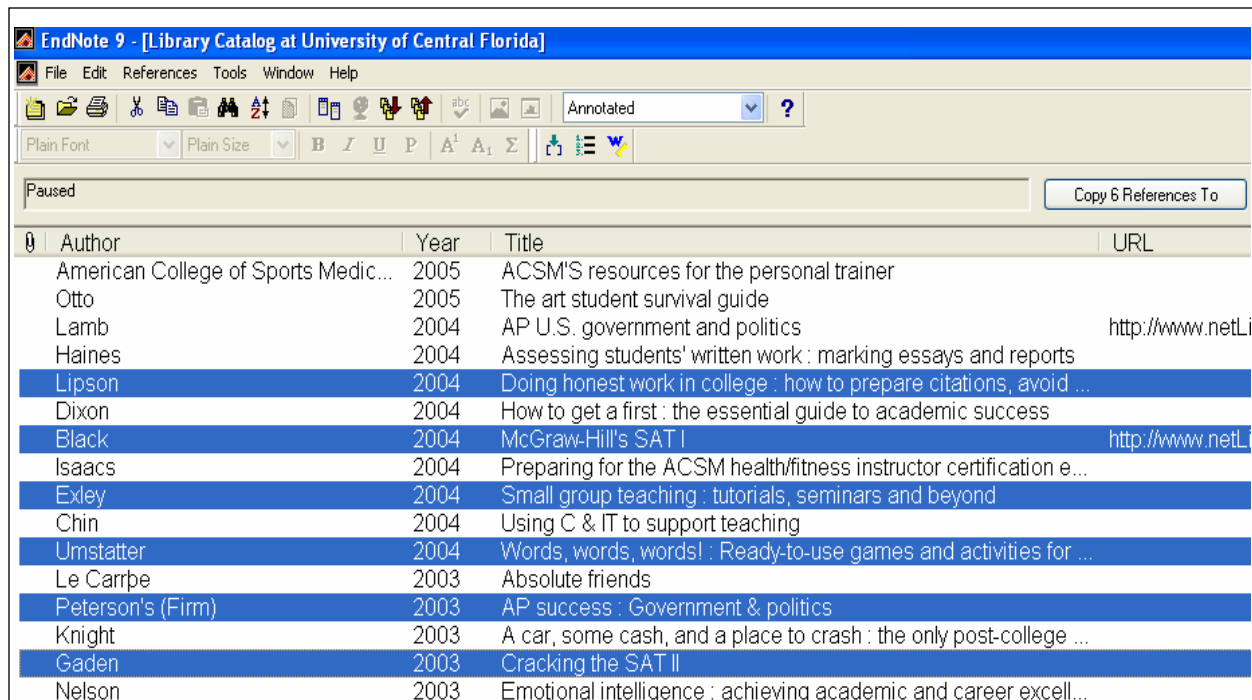 EndNote 9 - [Library Catalog at University of Central Florida]
File Edit References Tools Window Help
abc Annotated ?
Plain Font Plain Size B I U P A1 A1 Σ
Paused Copy 6 References To
Author Year Title URL
American College of Sports Medic... 2005 ACSM'S resources for the personal trainer
Otto 2005 The art student survival guide
Lamb 2004 AP U.S. government and politics http://www.netLi
Haines 2004 Assessing students' written work : marking essays and reports
Lipson 2004 Doing honest work in college : how to prepare citations, avoid ...
Dixon 2004 How to get a first : the essential guide to academic success
Black 2004 McGraw-Hill's SAT I http://www.netLi
Isaacs 2004 Preparing for the ACSM health/fitness instructor certification e...
Exley 2004 Small group teaching : tutorials, seminars and beyond
Chin 2004 Using C & IT to support teaching
Umstatter 2004 Words, words, words! : Ready-to-use games and activities for ...
Le Carrþe 2003 Absolute friends
Peterson's (Firm) 2003 AP success : Government & politics
Knight 2003 A car, some cash, and a place to crash : the only post-college ...
Gaden 2003 Cracking the SAT II
Nelson 2003 Emotional intelligence : achieving academic and career excell...